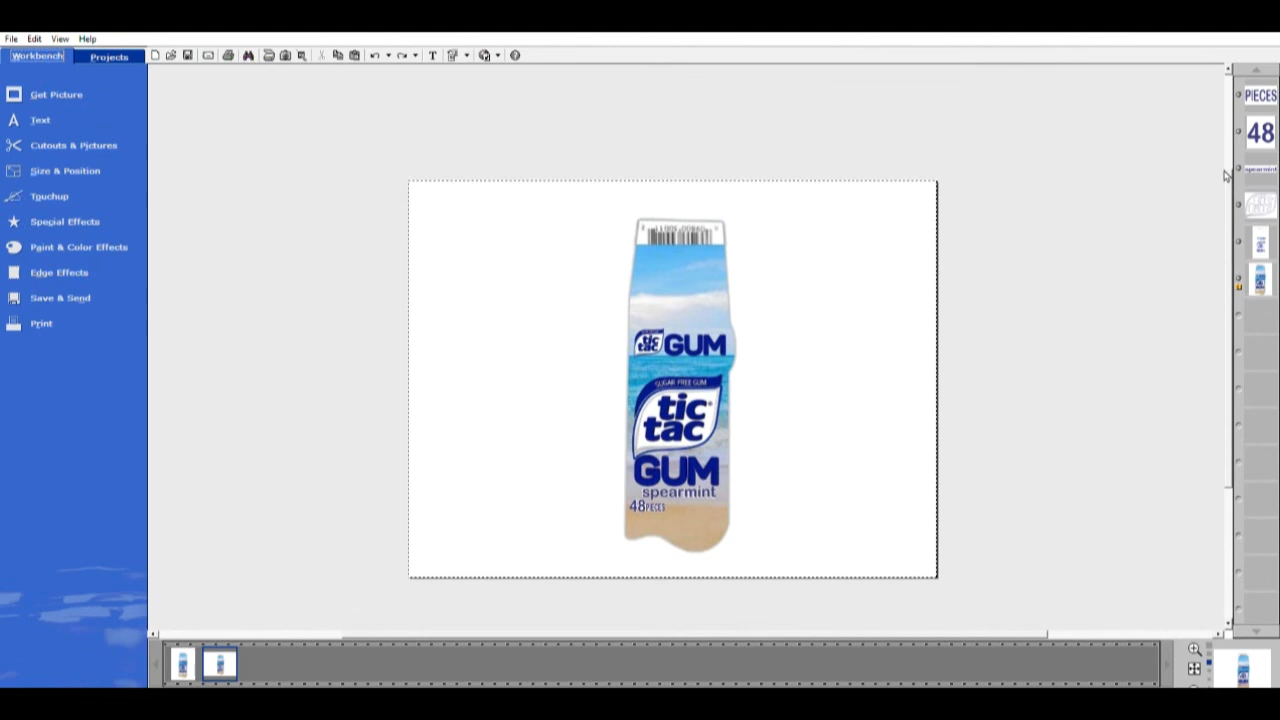 File Edit View Help
Workbench Projects
Get Picture
Text
Cutouts & Pictures
Size & Position
Touchup
Special Effects
Paint & Color Effects
Edge Effects
Save & Send
Print
tic tac GUM
SUGAR FREE GUM
tic
tac
GUM
spearmint
48 PIECES
PIECES
48
spearmint